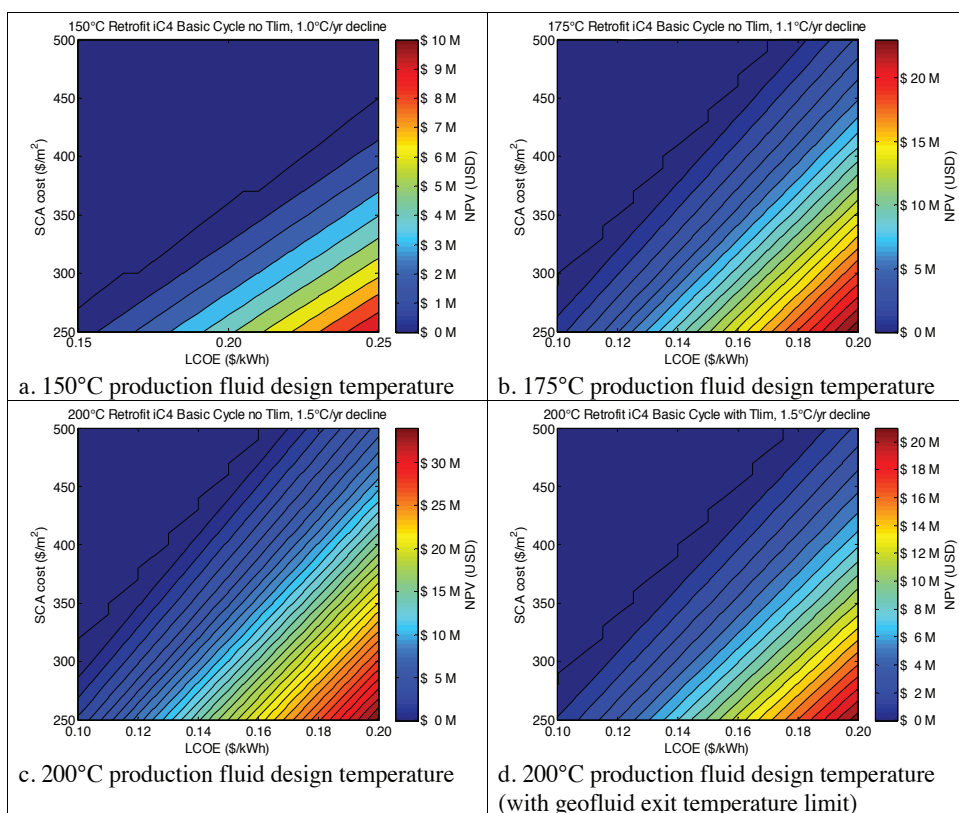 150°C Retrofit iC4 Basic Cycle no Tlim, 1.0°C/yr decline
500
450
400
350
300
250
SCA cost ($/m²)
0.15
0.20
0.25
LCOE ($/kWh)
$ 10 M
$ 9 M
$ 8 M
$ 7 M
$ 6 M
$ 5 M
$ 4 M
$ 3 M
$ 2 M
$ 1 M
$ 0 M
NPV (USD)
a. 150°C production fluid design temperature
175°C Retrofit iC4 Basic Cycle no Tlim, 1.1°C/yr decline
500
450
400
350
300
250
SCA cost ($/m²)
0.10
0.12
0.14
0.16
0.18
0.20
LCOE ($/kWh)
$ 20 M
$ 15 M
$ 10 M
$ 5 M
$ 0 M
NPV (USD)
b. 175°C production fluid design temperature
200°C Retrofit iC4 Basic Cycle no Tlim, 1.5°C/yr decline
500
450
400
350
300
250
SCA cost ($/m²)
0.10
0.12
0.14
0.16
0.18
0.20
LCOE ($/kWh)
$ 30 M
$ 25 M
$ 20 M
$ 15 M
$ 10 M
$ 5 M
$ 0 M
NPV (USD)
c. 200°C production fluid design temperature
200°C Retrofit iC4 Basic Cycle with Tlim, 1.5°C/yr decline
500
450
400
350
300
250
SCA cost ($/m²)
0.10
0.12
0.14
0.16
0.18
0.20
LCOE ($/kWh)
$ 20 M
$ 18 M
$ 16 M
$ 14 M
$ 12 M
$ 10 M
$ 8 M
$ 6 M
$ 4 M
$ 2 M
$ 0 M
NPV (USD)
d. 200°C production fluid design temperature
(with geofluid exit temperature limit)